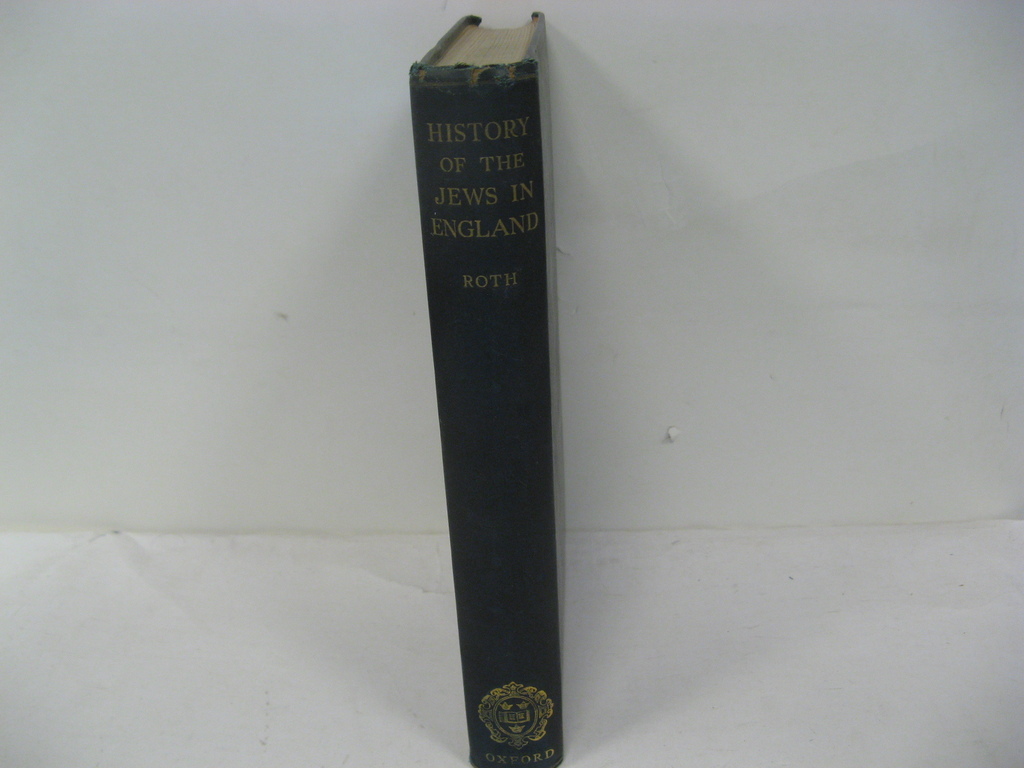 HISTORY
OF THE
JEWS IN
ENGLAND
ROTH
OXFORD